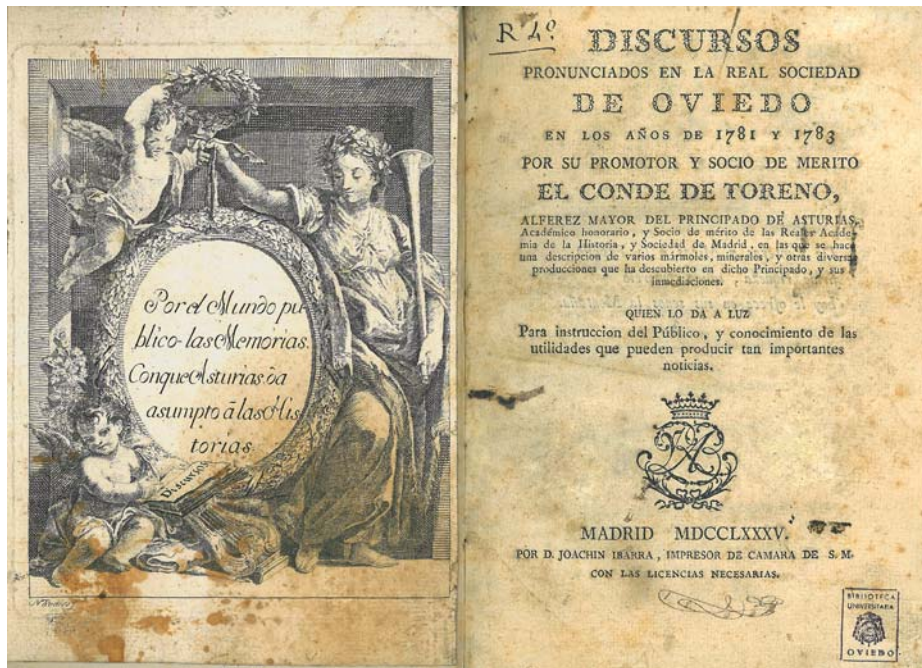 Por el Mundo pu
blico las Memorias.
Conque Asturias da
asumpto ā las His
torias.
Discursos
R 4º
DISCURSOS
PRONUNCIADOS EN LA REAL SOCIEDAD
DE OVIEDO
EN LOS AÑOS DE 1781 Y 1783
POR SU PROMOTOR Y SOCIO DE MERITO
EL CONDE DE TORENO,
ALFEREZ MAYOR DEL PRINCIPADO DE ASTURIAS,
Académico honorario, y Socio de mérito de las Reales Acade-
mia de la Historia, y Sociedad de Madrid, en las que se hace
una descripcion de varios mármoles, minerales, y otras diversas
producciones que ha descubierto en dicho Principado, y sus
inmediaciones.
QUIEN LO DA A LUZ
Para instruccion del Público, y conocimiento de las
utilidades que pueden producir tan importantes
noticias.
MADRID MDCCLXXXV.
POR D. JOACHIN IBARRA, IMPRESOR DE CAMARA DE S. M.
CON LAS LICENCIAS NECESARIAS.
BIBLIOTECA
UNIVERSITARIA
OVIEDO